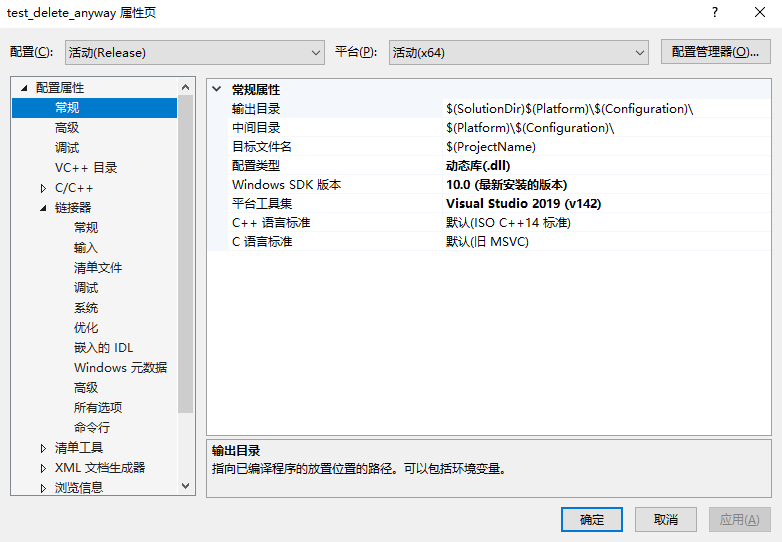 test_delete_anyway 属性页
配置(C): 活动(Release) 平台(P): 活动(x64) 配置管理器(O)...
配置属性
常规
高级
调试
VC++ 目录
C/C++
链接器
常规
输入
清单文件
调试
系统
优化
嵌入的 IDL
Windows 元数据
高级
所有选项
命令行
清单工具
XML 文档生成器
浏览信息
常规属性
输出目录 $(SolutionDir)$(Platform)\$(Configuration)\
中间目录 $(Platform)\$(Configuration)\
目标文件名 $(ProjectName)
配置类型 动态库(.dll)
Windows SDK 版本 10.0 (最新安装的版本)
平台工具集 Visual Studio 2019 (v142)
C++ 语言标准 默认(ISO C++14 标准)
C 语言标准 默认(旧 MSVC)
输出目录
指向已编译程序的放置位置的路径。可以包括环境变量。
确定 取消 应用(A)